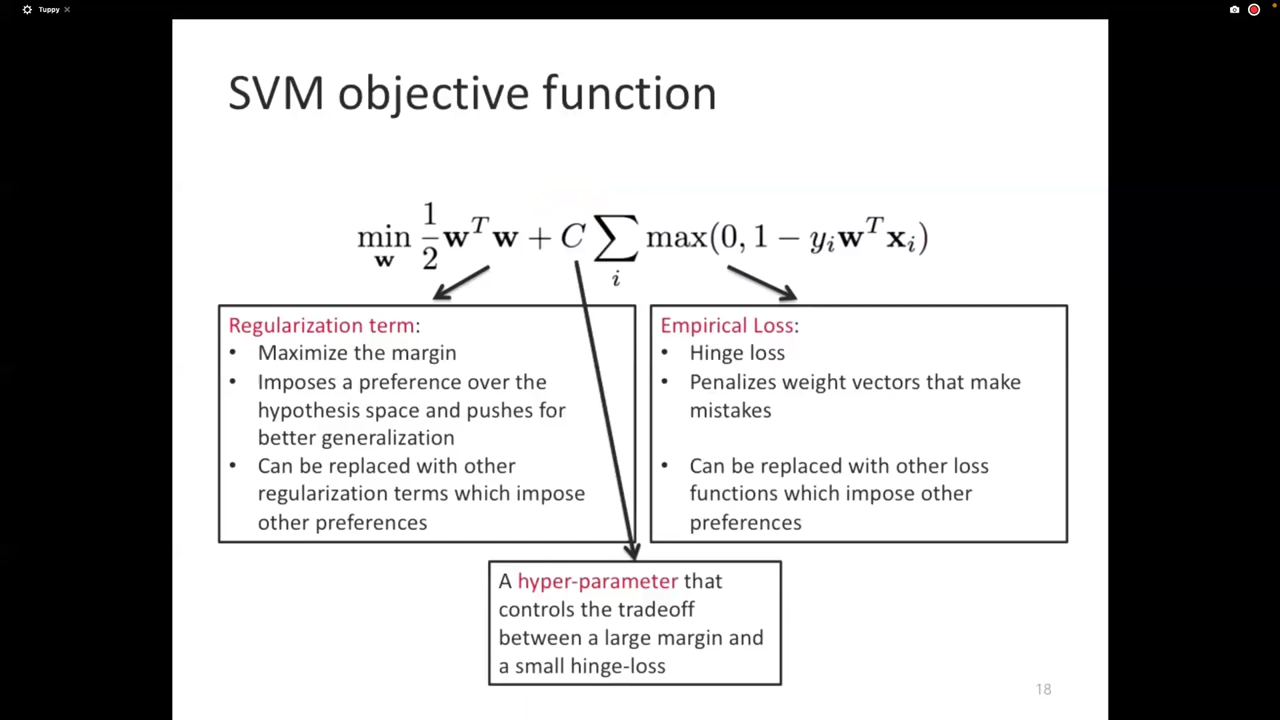 Tuppy ×
SVM objective function
min_w 1/2 w^T w + C ∑_i max(0, 1 − y_i w^T x_i)
Regularization term:
• Maximize the margin
• Imposes a preference over the
hypothesis space and pushes for
better generalization
• Can be replaced with other
regularization terms which impose
other preferences
Empirical Loss:
• Hinge loss
• Penalizes weight vectors that make
mistakes
• Can be replaced with other loss
functions which impose other
preferences
A hyper-parameter that
controls the tradeoff
between a large margin and
a small hinge-loss
18